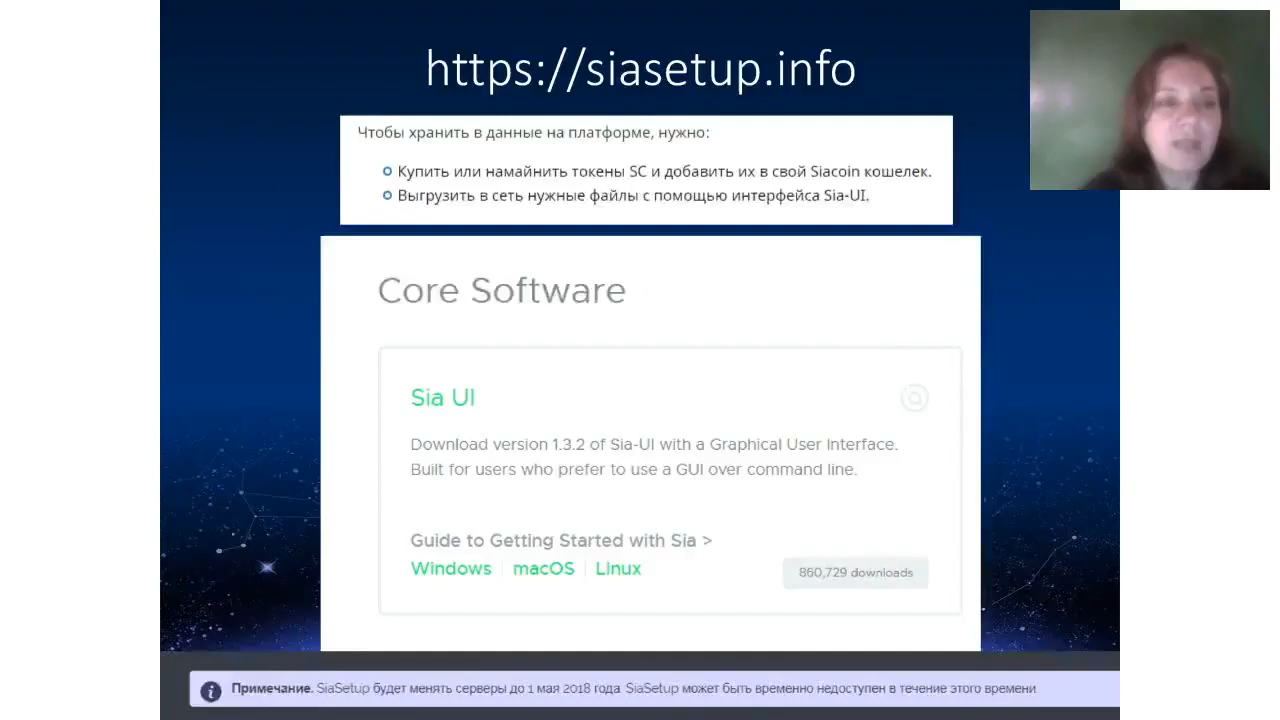 https://siasetup.info
Чтобы хранить в данные на платформе, нужно:
Купить или намайнить токены SC и добавить их в свой Siacoin кошелек.
Выгрузить в сеть нужные файлы с помощью интерфейса Sia-UI.
Core Software
Sia UI
Download version 1.3.2 of Sia-UI with a Graphical User Interface.
Built for users who prefer to use a GUI over command line.
Guide to Getting Started with Sia >
Windows macOS Linux
860,729 downloads
Примечание. SiaSetup будет менять серверы до 1 мая 2018 года. SiaSetup может быть временно недоступен в течение этого времени